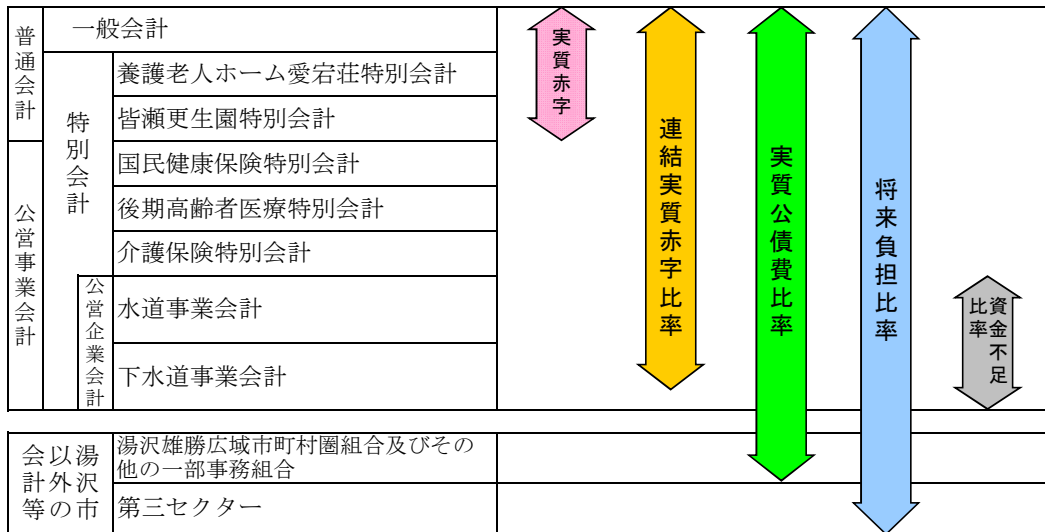 普通会計
一般会計
特別会計
養護老人ホーム愛宕荘特別会計
皆瀬更生園特別会計
公営事業会計
国民健康保険特別会計
後期高齢者医療特別会計
介護保険特別会計
公営企業会計
水道事業会計
下水道事業会計
湯沢市
以外の
会計等
湯沢雄勝広域市町村圏組合及びその
他の一部事務組合
第三セクター
実質赤字
連結実質赤字比率
実質公債費比率
将来負担比率
資金不足
比率